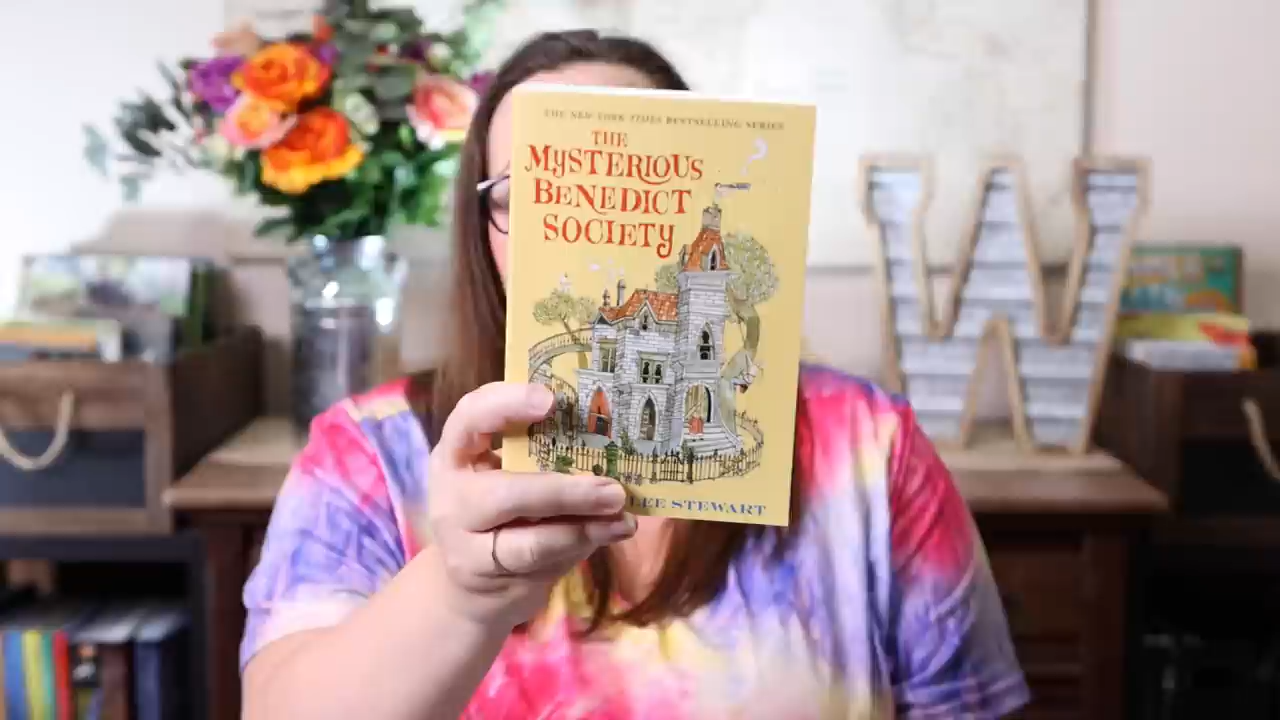 THE NEW YORK TIMES BESTSELLING SERIES
THE
MYSTERIOUS
BENEDICT
SOCIETY
LEE STEWART
W